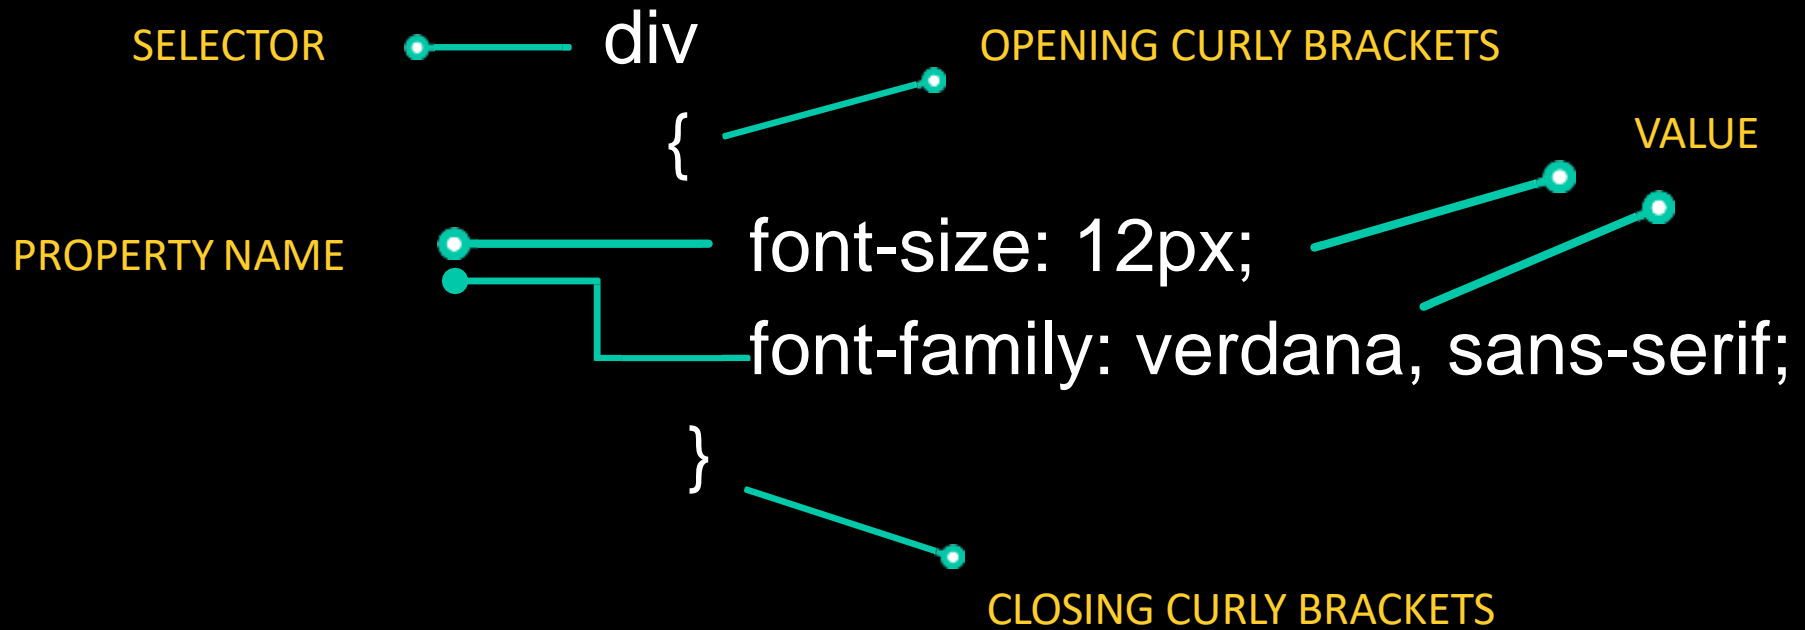 SELECTOR div OPENING CURLY BRACKETS
{
VALUE
PROPERTY NAME font-size: 12px;
font-family: verdana, sans-serif;
}
CLOSING CURLY BRACKETS